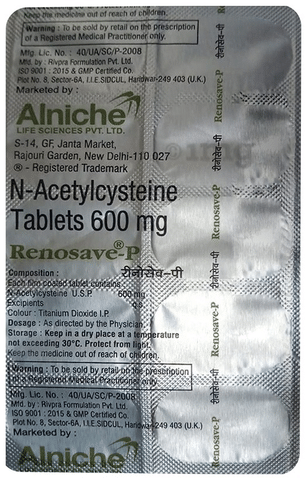 Keep the medicine out of reach of children.
Warning : To be sold by retail on the prescription
of a Registered Medical Practitioner only.
Mfg. Lic. No. : 40/UA/SC/P-2008
Mfd. by : Rivpra Formulation Pvt. Ltd.
ISO 9001 : 2015 & GMP Certified Co.
Plot No. 8, Sector-6A, I.I.E.SIDCUL, Hardwar-249 403 (U.K.)
Marketed by :
Alniche
LIFE SCIENCES PVT. LTD.
S-14, GF, Janta Market,
Rajouri Garden, New Delhi-110 027
® - Registered Trademark
N-Acetylcysteine
Tablets 600 mg
Renosave®-P
रीनोसेव-पी
Composition :
Each film coated tablet contains
N-Acetylcysteine U.S.P. 600 mg
Excipients
Colour : Titanium Dioxide I.P.
Dosage : As directed by the Physician.
Storage : Keep in a dry place at a temperature
not exceeding 30°C. Protect from light.
Keep the medicine out of reach of children.
Warning : To be sold by retail on the prescription
of a Registered Medical Practitioner only.
Mfg. Lic. No. : 40/UA/SC/P-2008
Mfd. by : Rivpra Formulation Pvt. Ltd.
ISO 9001 : 2015 & GMP Certified Co.
Plot No. 8, Sector-6A, I.I.E.SIDCUL, Hardwar-249 403 (U.K.)
Marketed by :
Alniche
LIFE SCIENCES PVT. LTD.
रीनोसेव-पी
Renosave-P
रीनोसेव-पी
Renosave-P
रीनोसेव-पी
Renosave-P
रीनोसेव-पी
Renosave-P